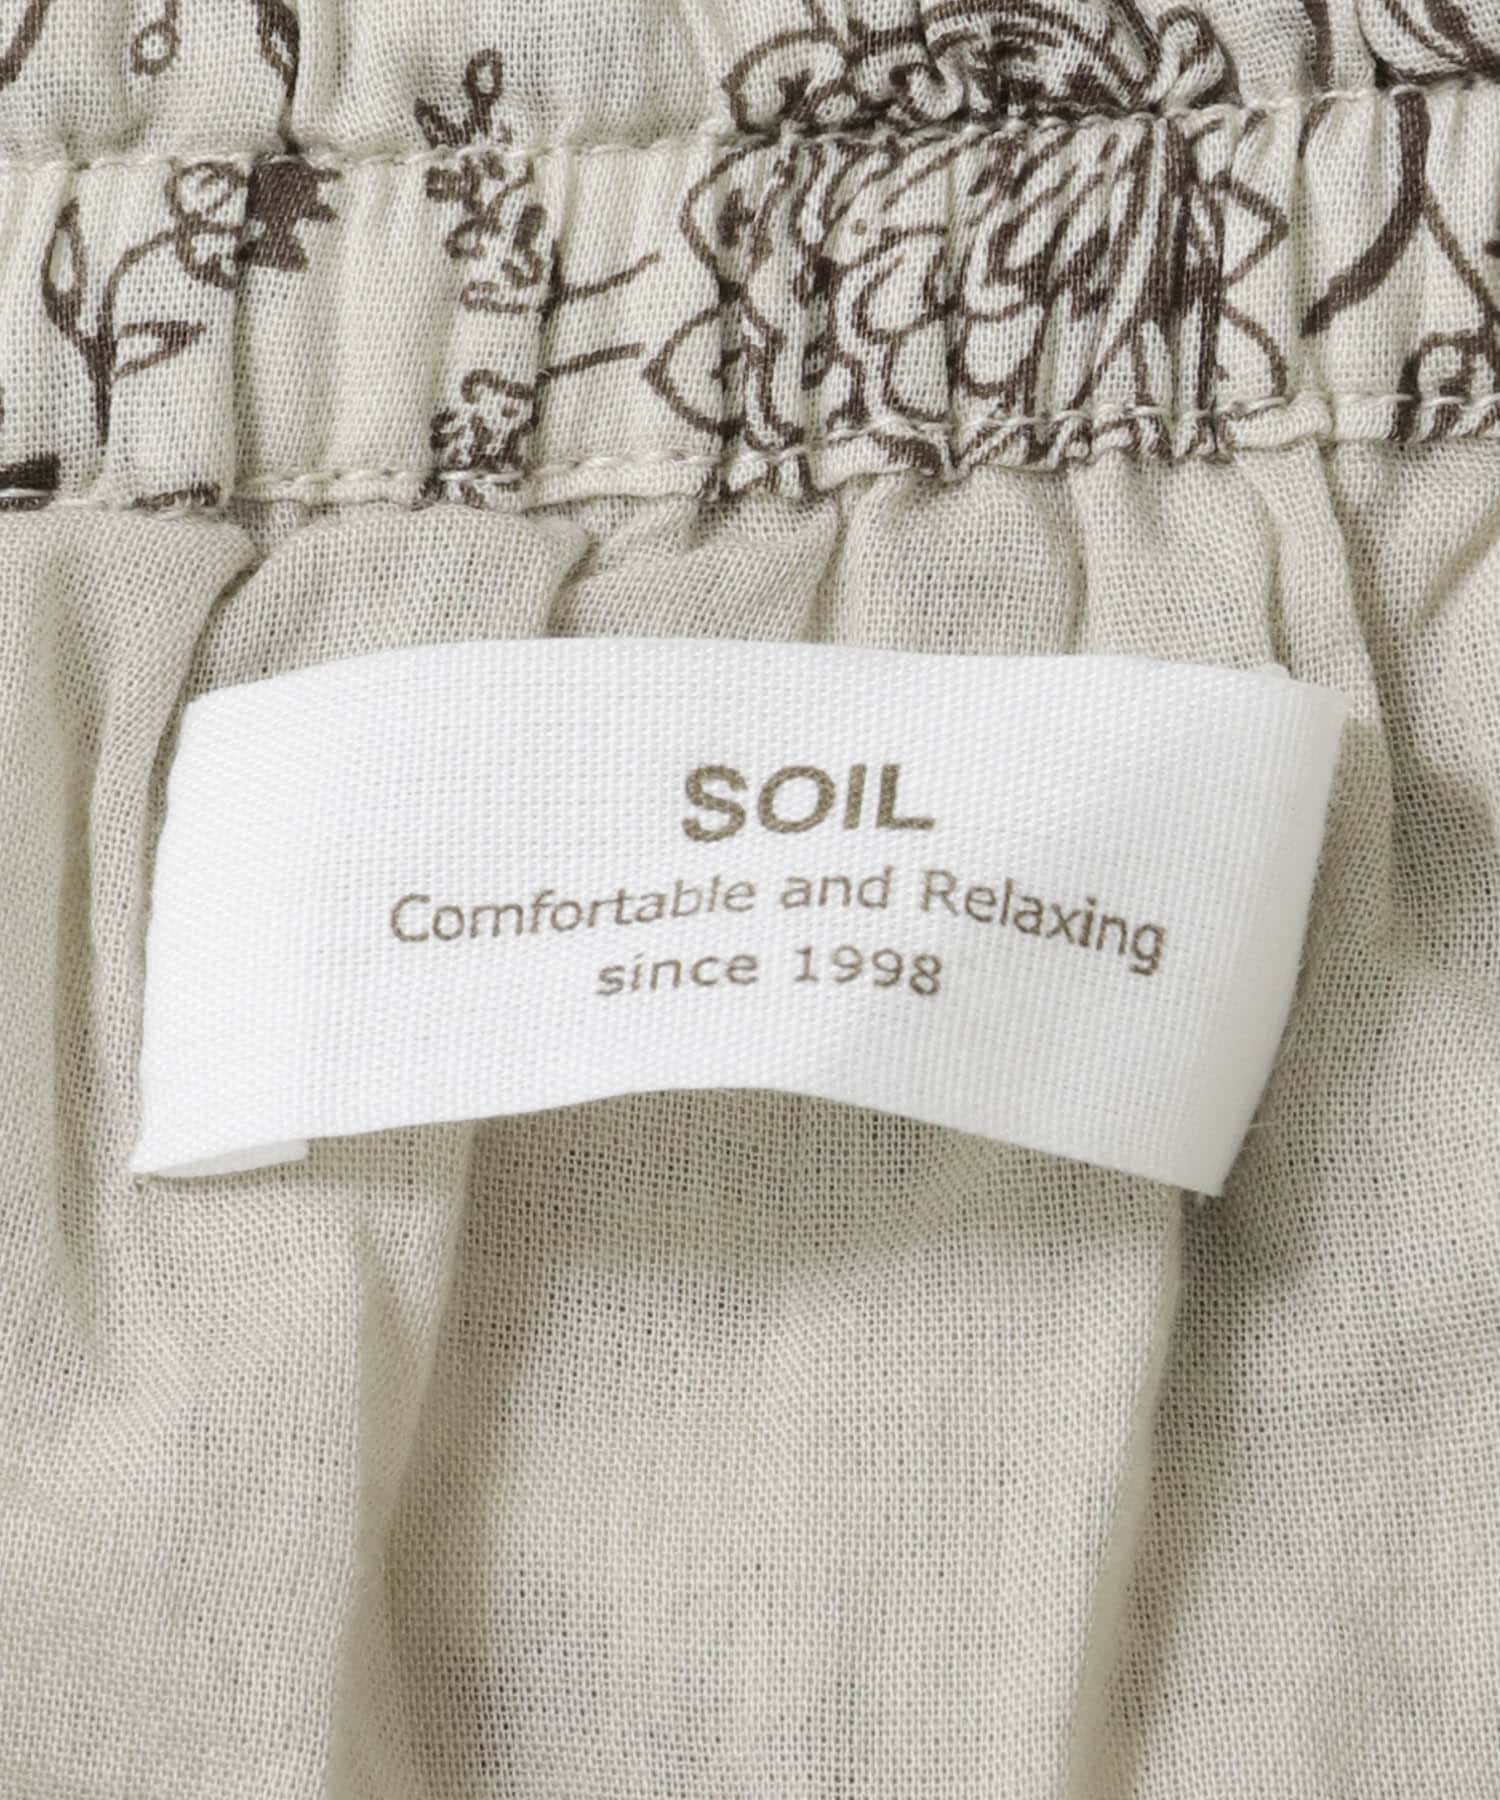 SOIL
Comfortable and Relaxing
since 1998